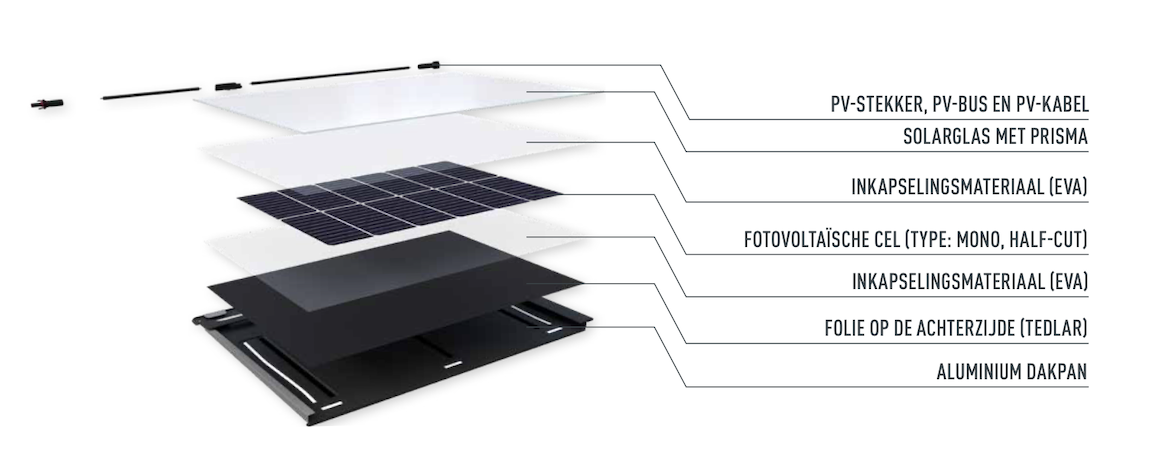 PV-STEKKER, PV-BUS EN PV-KABEL
SOLARGLAS MET PRISMA
INKAPSELINGSMATERIAAL (EVA)
FOTOVOLTAÏSCHE CEL (TYPE: MONO, HALF-CUT)
INKAPSELINGSMATERIAAL (EVA)
FOLIE OP DE ACHTERZIJDE (TEDLAR)
ALUMINIUM DAKPAN